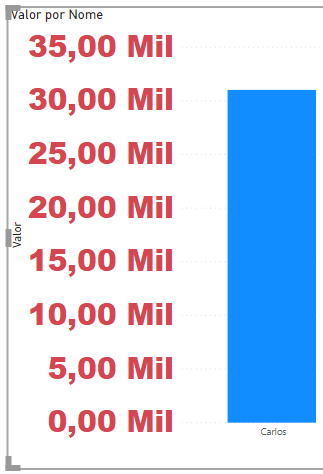 Valor por Nome
35,00 Mil
30,00 Mil
25,00 Mil
20,00 Mil
15,00 Mil
10,00 Mil
5,00 Mil
0,00 Mil
Valor
Carlos